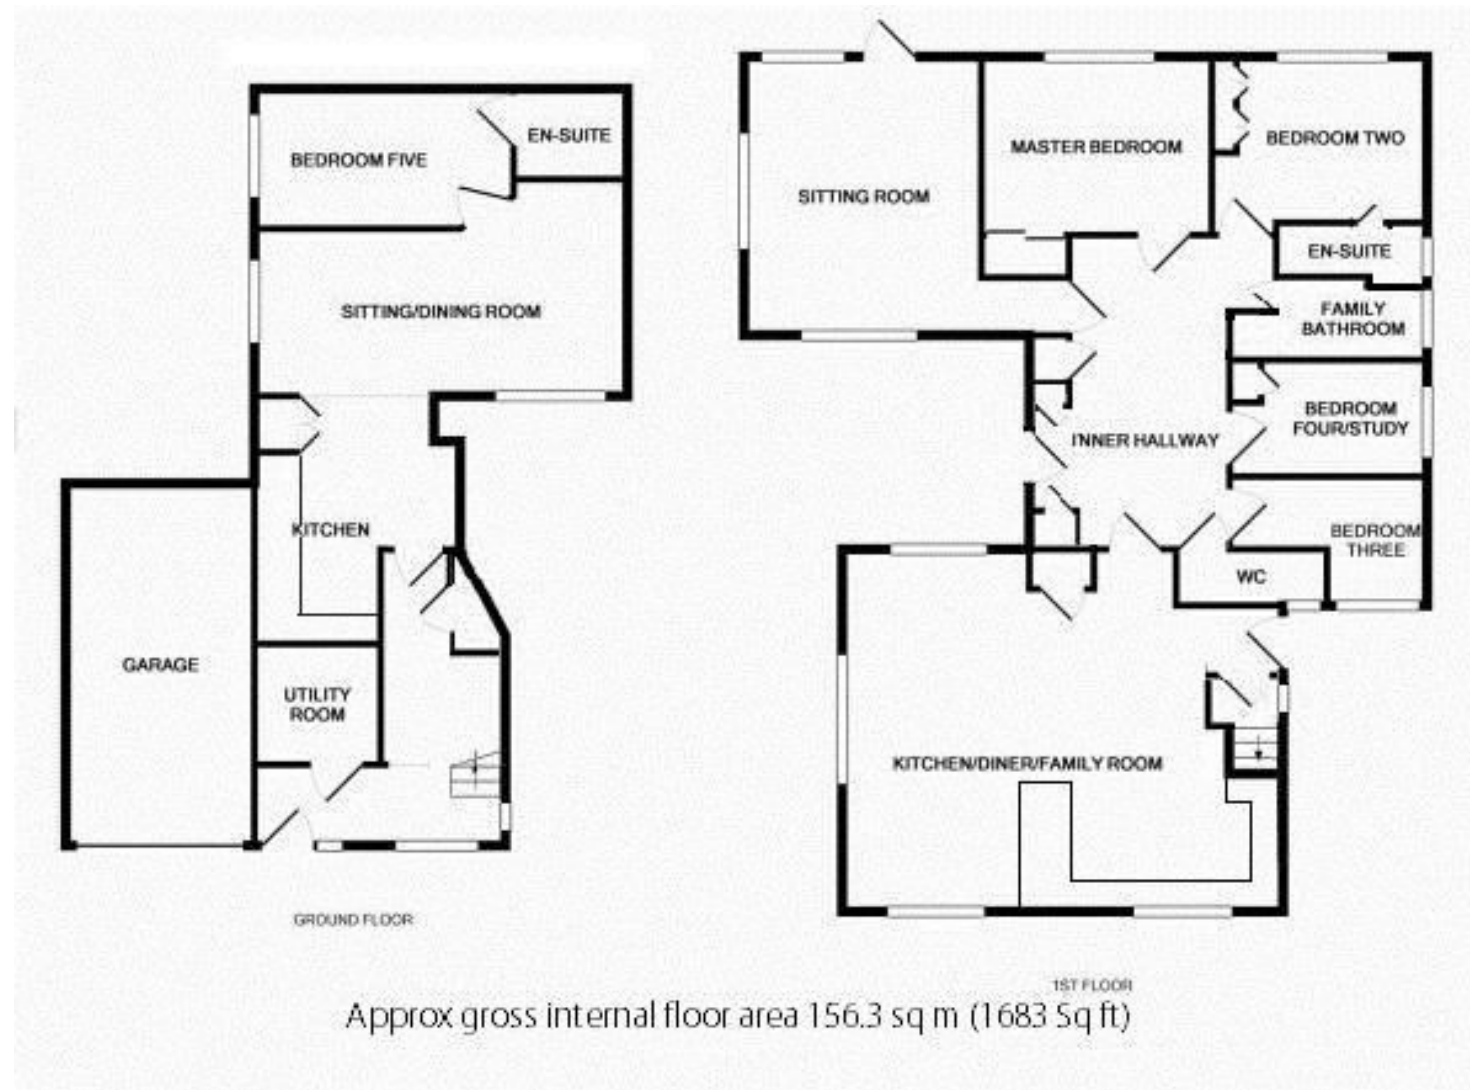 BEDROOM FIVE
EN-SUITE
SITTING/DINING ROOM
KITCHEN
GARAGE
UTILITY
ROOM
GROUND FLOOR
SITTING ROOM
MASTER BEDROOM
BEDROOM TWO
EN-SUITE
FAMILY
BATHROOM
BEDROOM
FOUR/STUDY
INNER HALLWAY
BEDROOM
THREE
WC
KITCHEN/DINER/FAMILY ROOM
1ST FLOOR
Approx gross internal floor area 156.3 sq m (1683 Sq ft)